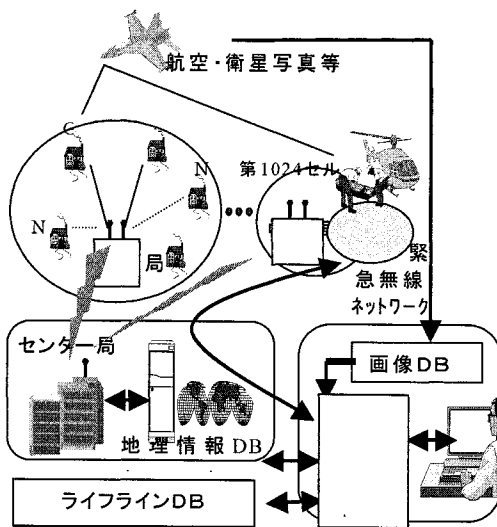 航空・衛星写真等
C
N
第1024セル
N
局
緊
急無線
ネットワーク
センター局
画像DB
地理情報DB
ライフラインDB